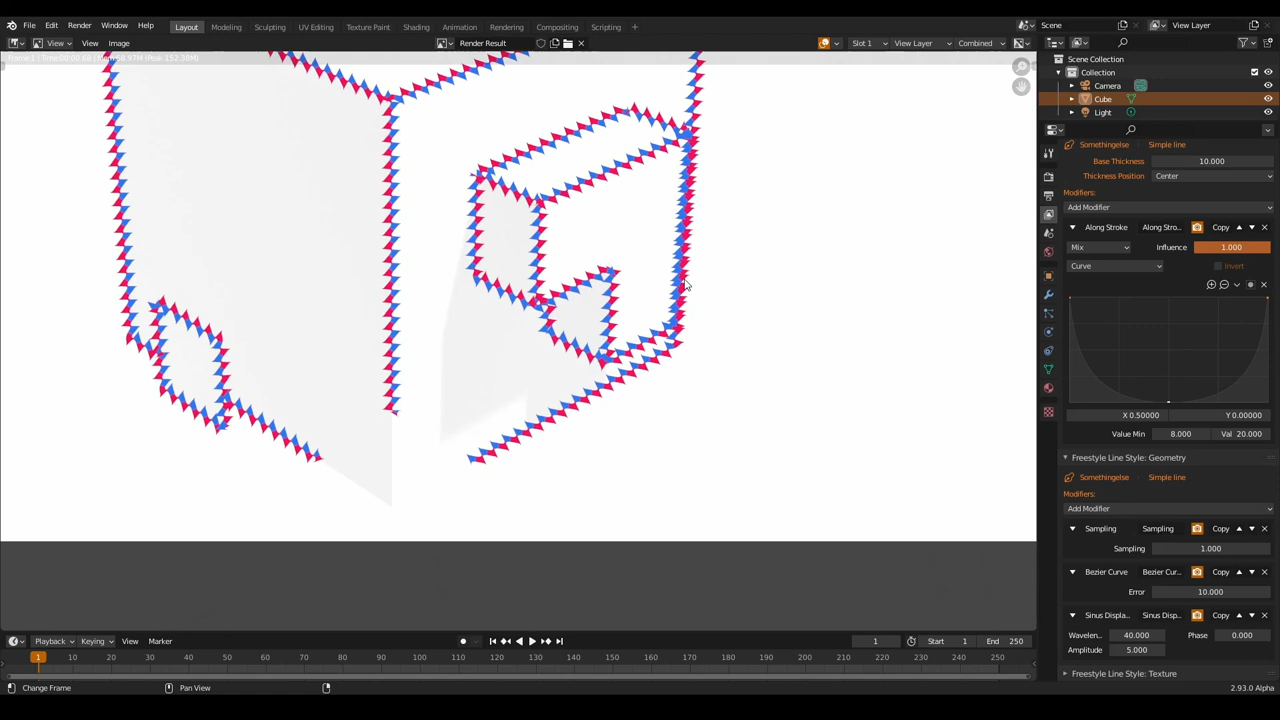 File Edit Render Window Help Layout Modeling Sculpting UV Editing Texture Paint Shading Animation Rendering Compositing Scripting Scene View Layer
View View Image Render Result Slot 1 View Layer Combined
Scene Collection
Collection
Camera
Cube
Light
Somethingelse Simple line
Base Thickness 10.000
Thickness Position Center
Modifiers:
Add Modifier
Along Stroke Along Stro... Copy
Mix Influence 1.000
Curve Invert
X 0.50000 Y 0.00000
Value Min 8.000 Val 20.000
Freestyle Line Style: Geometry
Somethingelse Simple line
Modifiers:
Add Modifier
Sampling Sampling Copy
Sampling 1.000
Bezier Curve Bezier Cur... Copy
Error 10.000
Sinus Displa... Sinus Disp... Copy
Wavelen... 40.000 Phase 0.000
Amplitude 5.000
Freestyle Line Style: Texture
Playback Keying View Marker 1 Start 1 End 250
1 10 20 30 40 50 60 70 80 90 100 110 120 130 140 150 160 170 180 190 200 210 220 230 240 250
Change Frame Pan View 2.93.0 Alpha